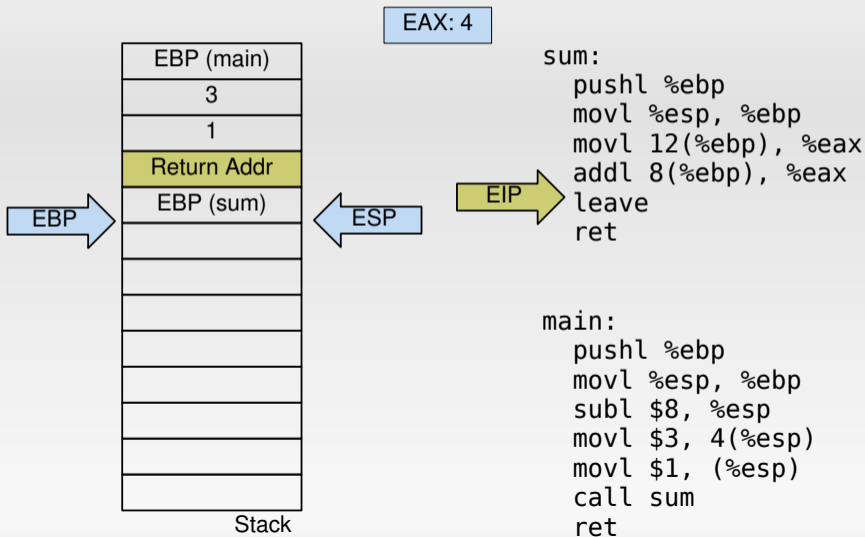 EAX: 4
EBP (main)
3
1
Return Addr
EBP (sum)
EBP
ESP
Stack
EIP
sum:
pushl %ebp
movl %esp, %ebp
movl 12(%ebp), %eax
addl 8(%ebp), %eax
leave
ret
main:
pushl %ebp
movl %esp, %ebp
subl $8, %esp
movl $3, 4(%esp)
movl $1, (%esp)
call sum
ret